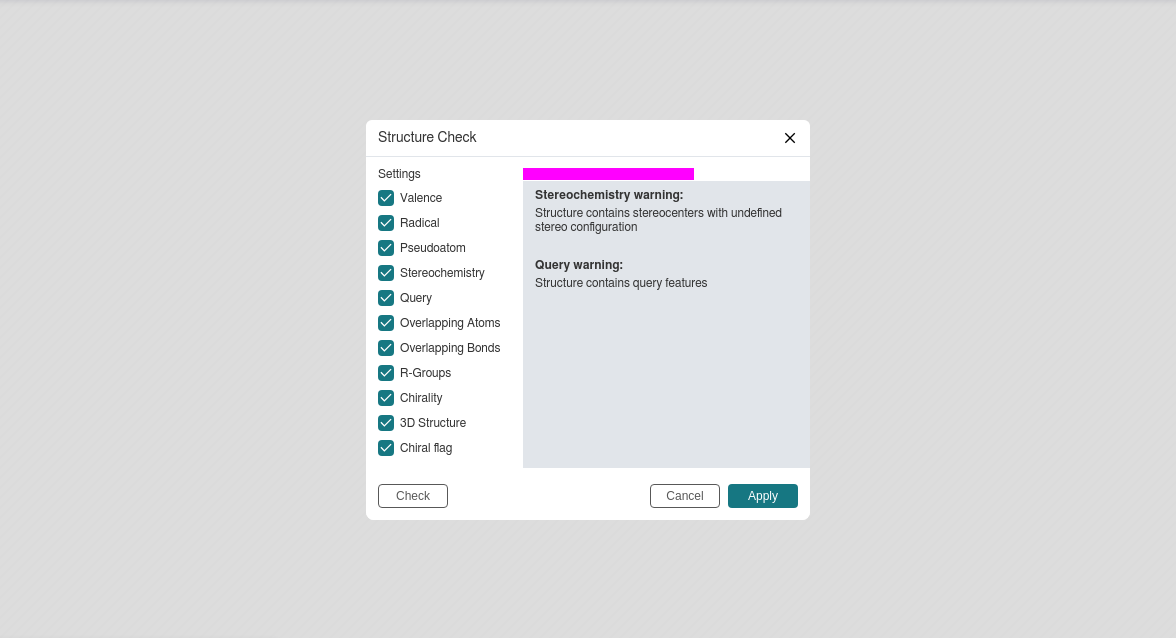 Structure Check
Settings
Valence
Radical
Pseudoatom
Stereochemistry
Query
Overlapping Atoms
Overlapping Bonds
R-Groups
Chirality
3D Structure
Chiral flag
Stereochemistry warning:
Structure contains stereocenters with undefined
stereo configuration
Query warning:
Structure contains query features
Check
Cancel
Apply